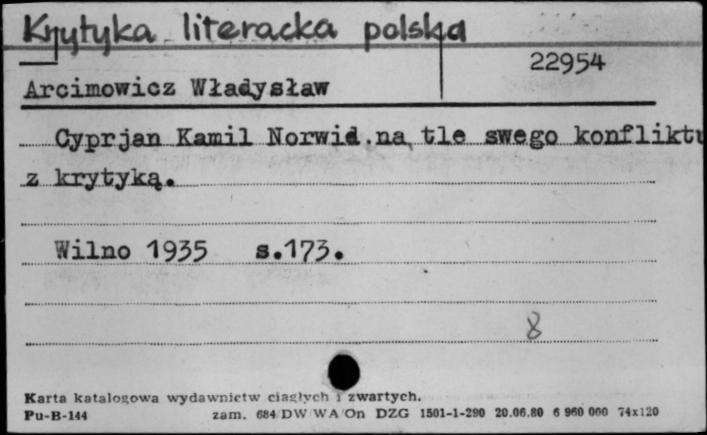 Krytyka literacka polska
22954
Arcimowicz Władysław
Cyprjan Kamil Norwid na tle swego konfliktu
z krytyką.
Wilno 1935 s.173.
8
Karta katalogowa wydawnictw ciągłych i zwartych.
Pu-B-144 zam. 684 DW WA On DZG 1501-1-290 20.06.80 6 960 000 74x120